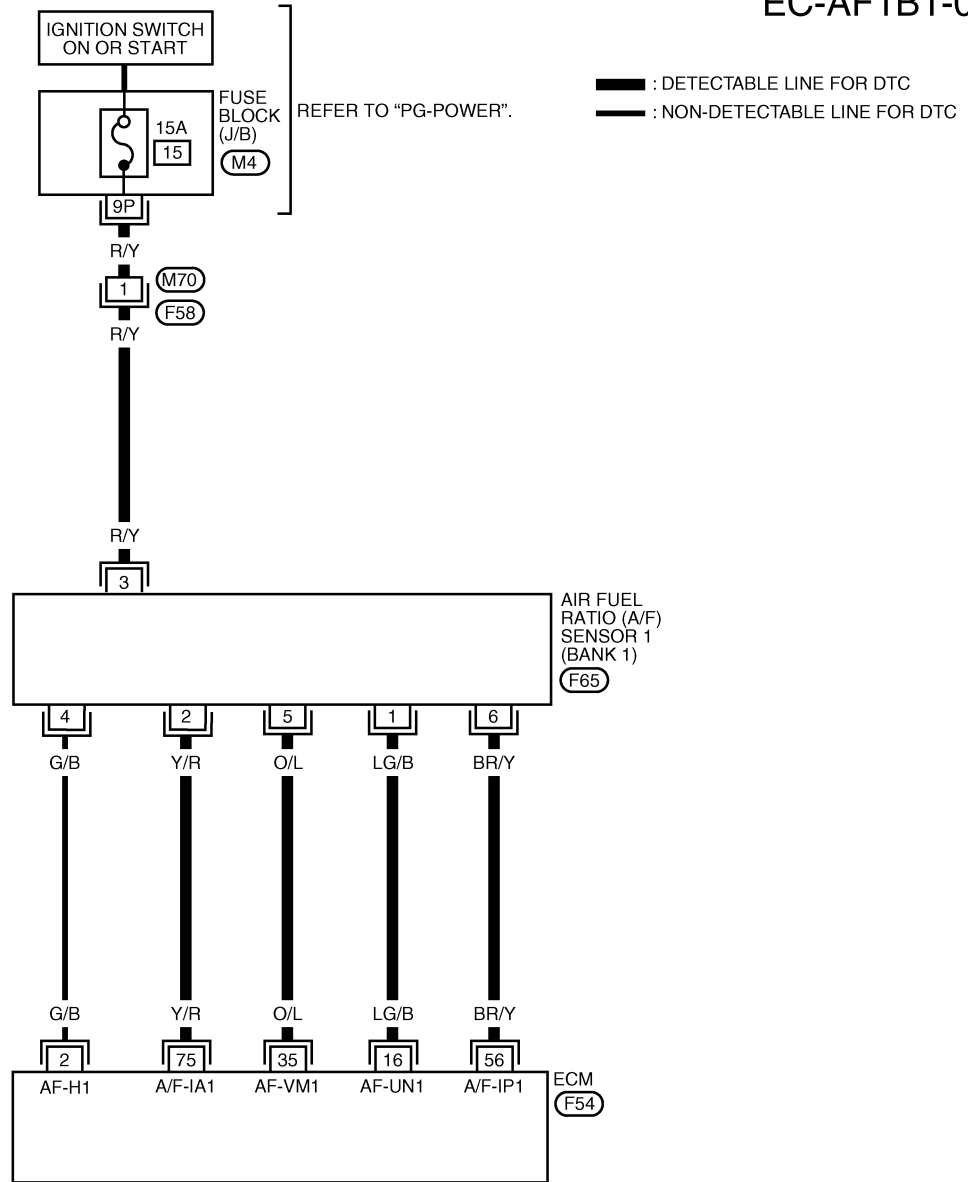 EC-AF1B1-0
IGNITION SWITCH
ON OR START
: DETECTABLE LINE FOR DTC
: NON-DETECTABLE LINE FOR DTC
FUSE
BLOCK
(J/B)
M4
15A
15
REFER TO “PG-POWER”.
9P
R/Y
1
M70
F58
R/Y
R/Y
3
AIR FUEL
RATIO (A/F)
SENSOR 1
(BANK 1)
F65
4 2 5 1 6
G/B Y/R O/L LG/B BR/Y
G/B Y/R O/L LG/B BR/Y
2 75 35 16 56
AF-H1 A/F-IA1 AF-VM1 AF-UN1 A/F-IP1
ECM
F54